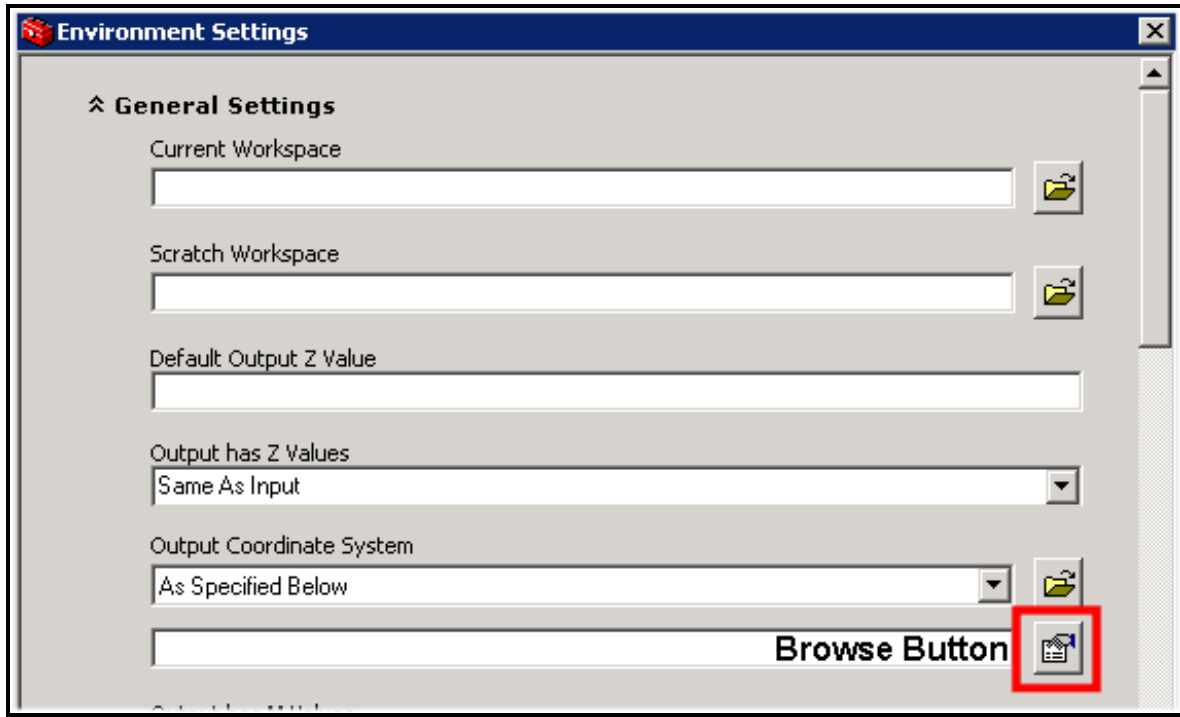 Environment Settings
General Settings
Current Workspace
Scratch Workspace
Default Output Z Value
Output has Z Values
Same As Input
Output Coordinate System
As Specified Below
Browse Button